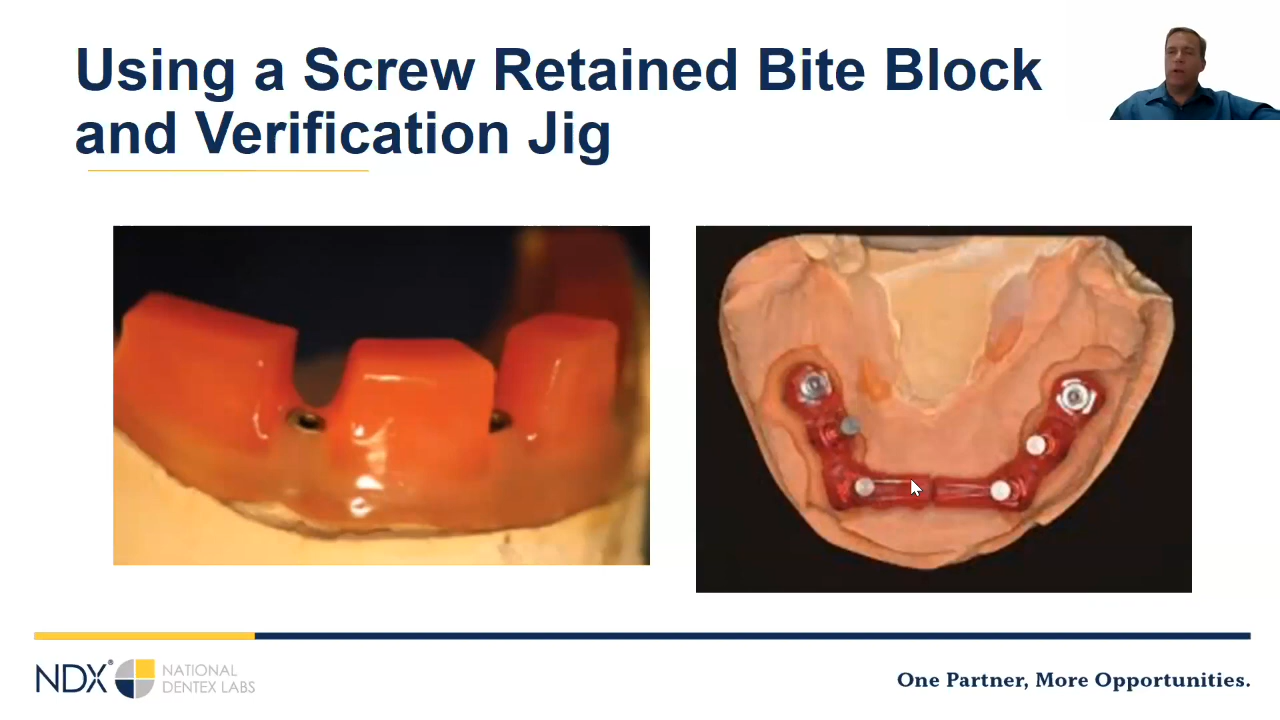 Using a Screw Retained Bite Block
and Verification Jig
NDX®
NATIONAL
DENTEX LABS
One Partner, More Opportunities.